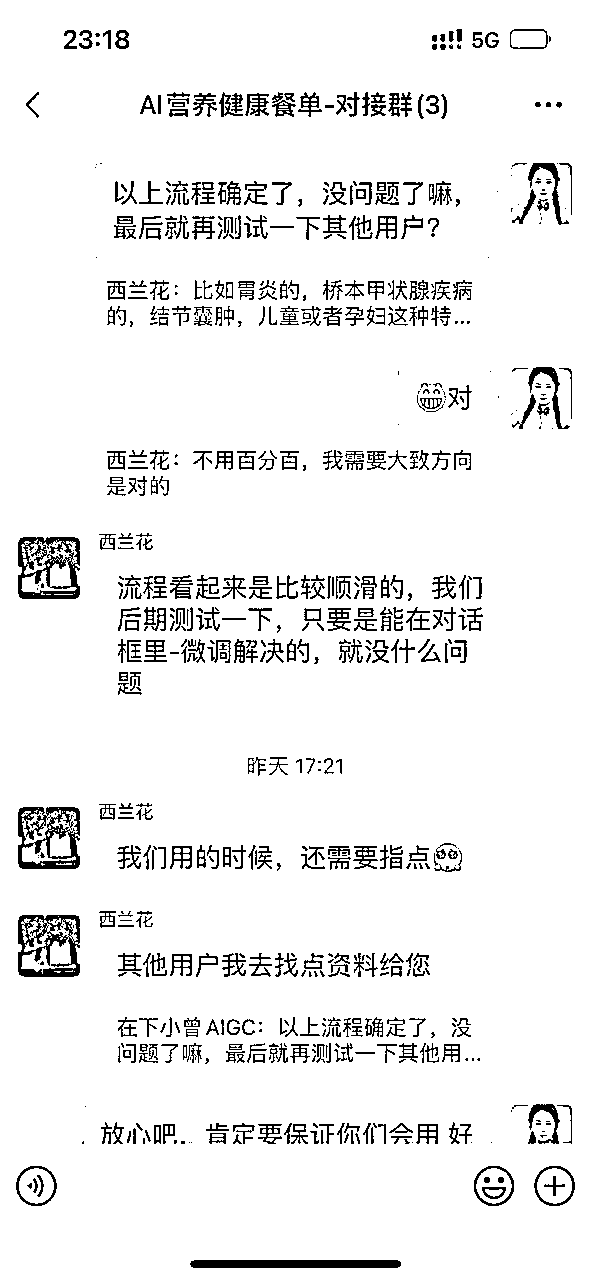 23:18
5G
AI营养健康餐单-对接群(3)
以上流程确定了，没问题了嘛，
最后就再测试一下其他用户？
西兰花：比如胃炎的，桥本甲状腺疾病
的，结节囊肿，儿童或者孕妇这种特...
😁对
西兰花：不用百分百，我需要大致方向
是对的
西兰花
流程看起来是比较顺滑的，我们
后期测试一下，只要是能在对话
框里-微调解决的，就没什么问
题
昨天 17:21
西兰花
我们用的时候，还需要指点
西兰花
其他用户我去找点资料给您
在下小曾AIGC：以上流程确定了，没
问题了嘛，最后就再测试一下其他用...
放心吧，肯定要保证你们会用 好